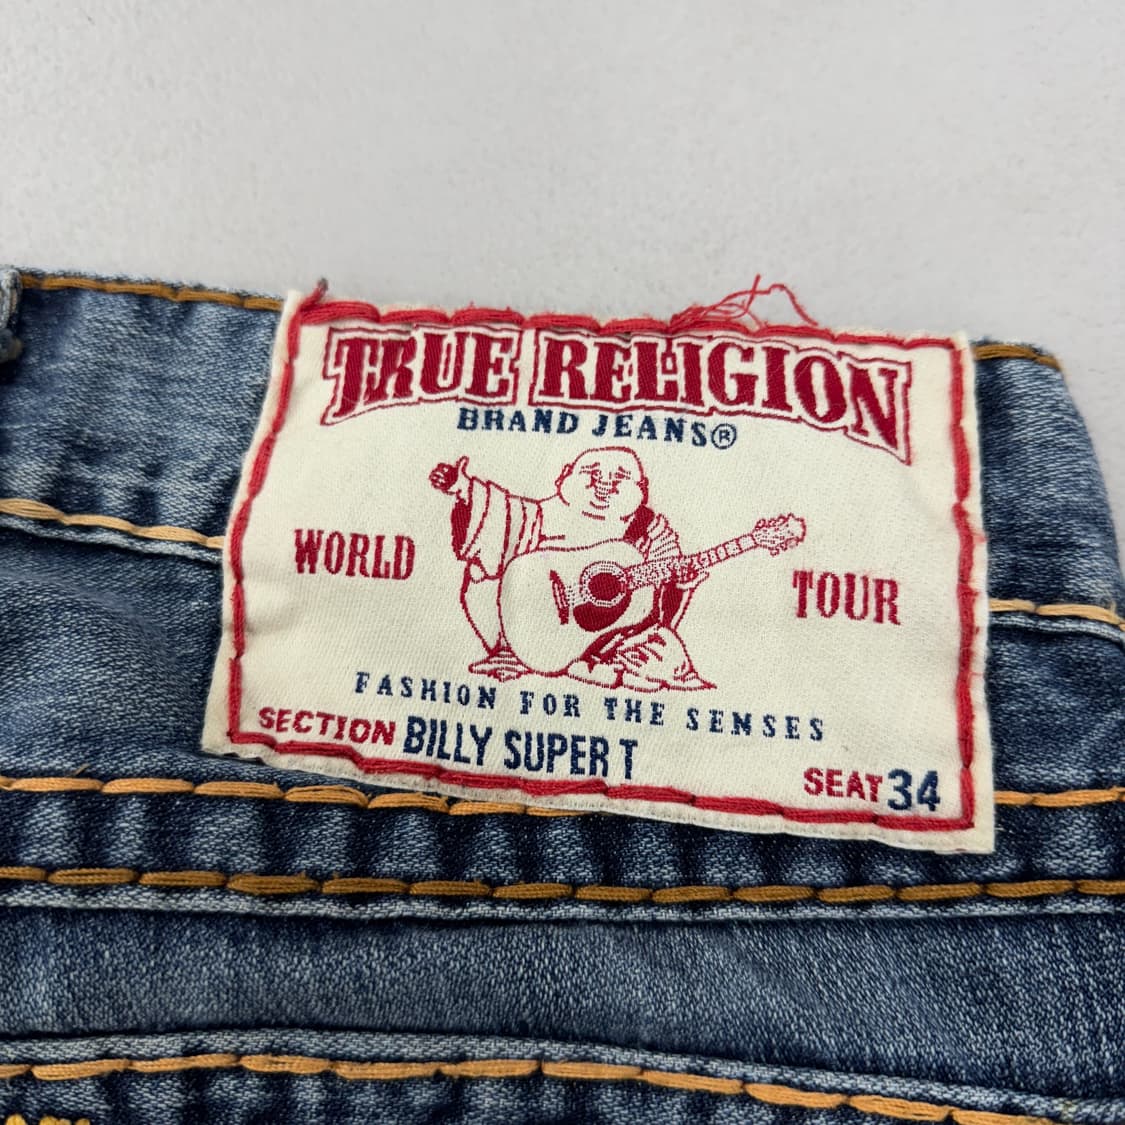 TRUE RELIGION
BRAND JEANS®
WORLD TOUR
FASHION FOR THE SENSES
SECTION BILLY SUPER T SEAT 34